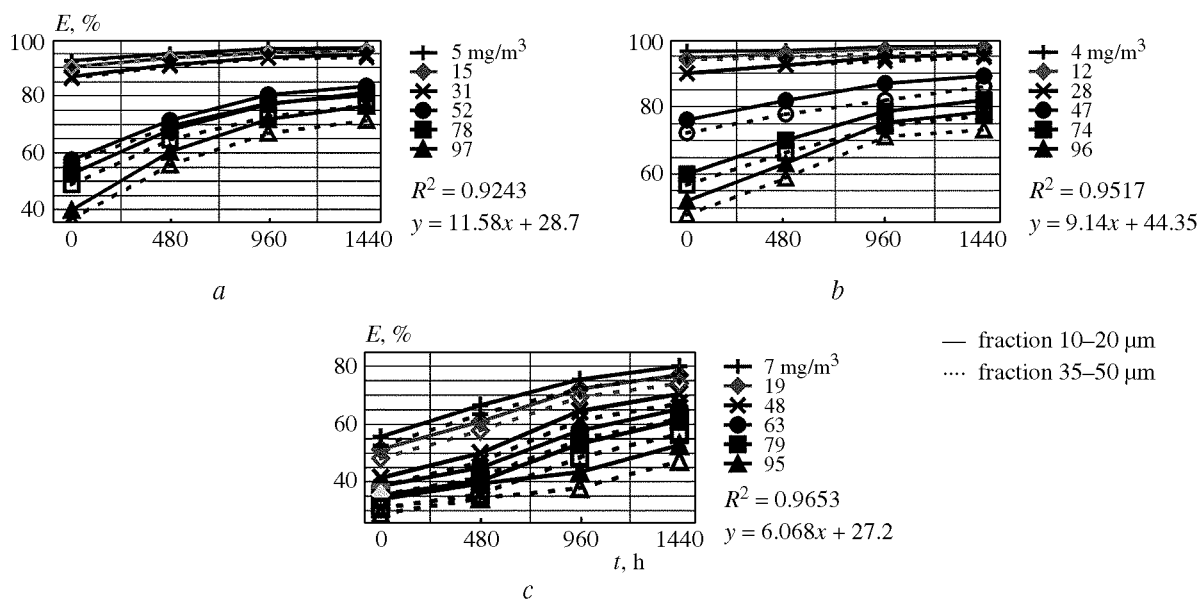 E, %
100
80
60
40
0 480 960 1440
5 mg/m³
15
31
52
78
97
R² = 0.9243
y = 11.58x + 28.7
a
100
80
60
0 480 960 1440
4 mg/m³
12
28
47
74
96
R² = 0.9517
y = 9.14x + 44.35
b
E, %
80
60
40
0 480 960 1440
t, h
7 mg/m³
19
48
63
79
95
R² = 0.9653
y = 6.068x + 27.2
c
— fraction 10–20 µm
···· fraction 35–50 µm